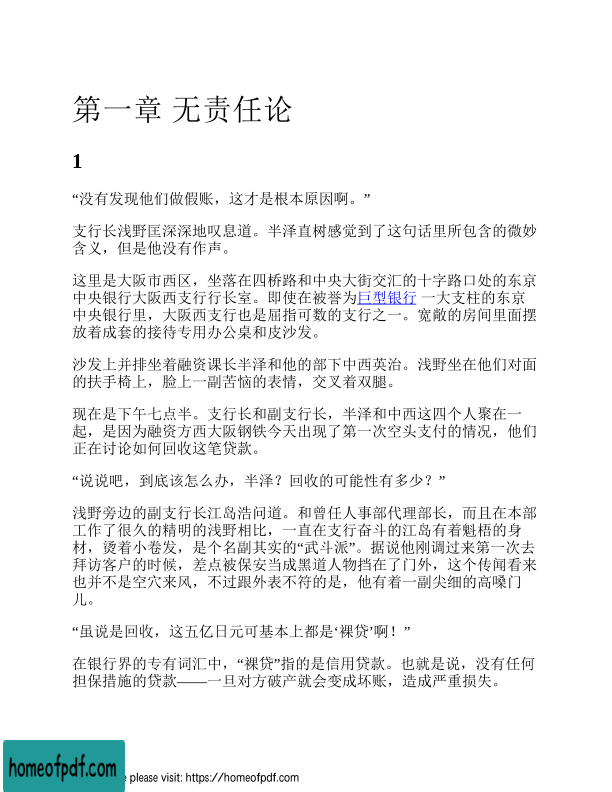 第一章 无责任论
1
“没有发现他们做假账，这才是根本原因啊。”
支行长浅野匡深深地叹息道。半泽直树感觉到了这句话里所包含的微妙
含义，但是他没有作声。
这里是大阪市西区，坐落在四桥路和中央大街交汇的十字路口处的东京
中央银行大阪西支行行长室。即使在被誉为巨型银行 一大支柱的东京
中央银行里，大阪西支行也是屈指可数的支行之一。宽敞的房间里面摆
放着成套的接待专用办公桌和皮沙发。
沙发上并排坐着融资课长半泽和他的部下中西英治。浅野坐在他们对面
的扶手椅上，脸上一副苦恼的表情，交叉着双腿。
现在是下午七点半。支行长和副支行长，半泽和中西这四个人聚在一
起，是因为融资方西大阪钢铁今天出现了第一次空头支付的情况，他们
正在讨论如何回收这笔贷款。
“说说吧，到底该怎么办，半泽？回收的可能性有多少？”
浅野旁边的副支行长江岛浩问道。和曾任人事部代理部长，而且在本部
工作了很久的精明的浅野相比，一直在支行奋斗的江岛有着魁梧的身
材，烫着小卷发，是个名副其实的“武斗派”。据说他刚调过来第一次去
拜访客户的时候，差点被保安当成黑道人物挡在了门外，这个传闻看来
也并不是空穴来风，不过跟外表不符的是，他有着一副尖细的高嗓门
儿。
“虽说是回收，这五亿日元可基本上都是‘裸贷’啊！”
在银行界的专有词汇中，“裸贷”指的是信用贷款。也就是说，没有任何
担保措施的贷款——一旦对方破产就会变成坏账，造成严重损失。
homeofpdf.com
e please visit: https://homeofpdf.com